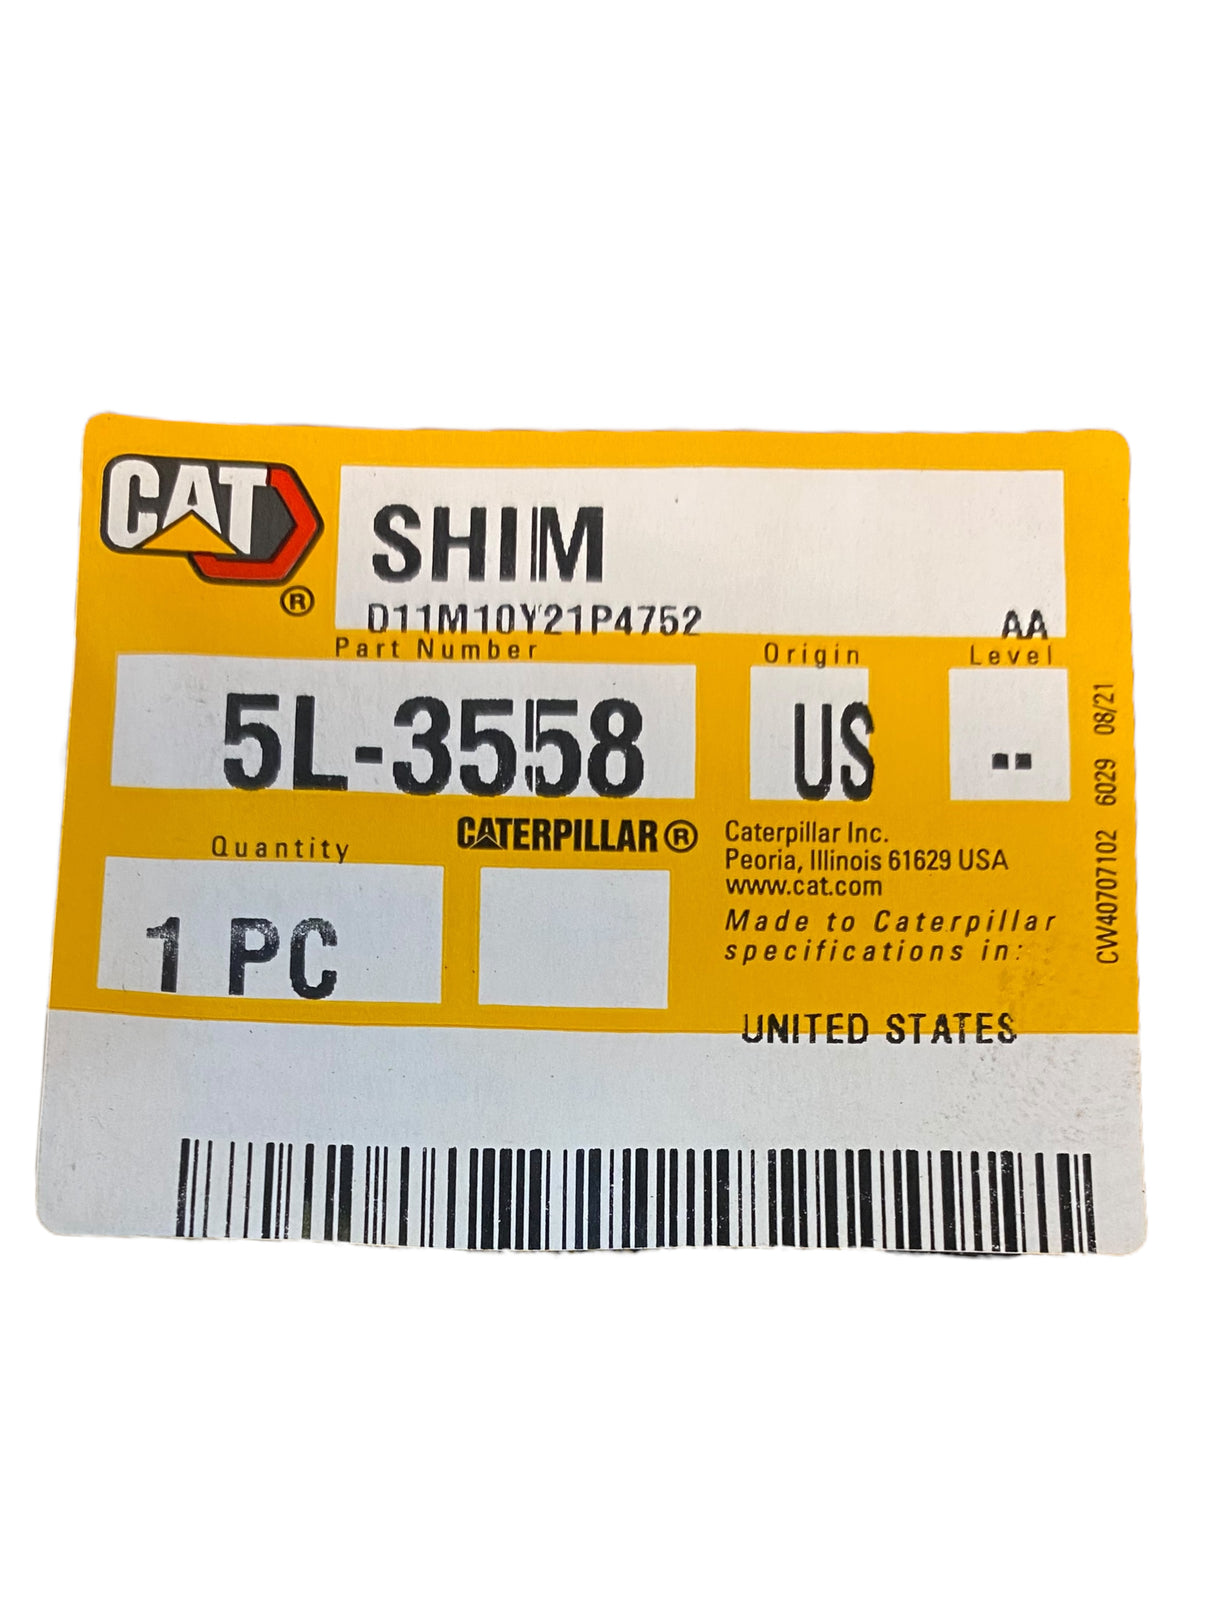 CAT
®
SHIM
D11M10Y21P4752 AA
Part Number Origin Level
5L-3558 US --
CW40707102 6029 08/21
Quantity
CATERPILLAR®
1 PC
Caterpillar Inc.
Peoria, Illinois 61629 USA
www.cat.com
Made to Caterpillar
specifications in:
UNITED STATES